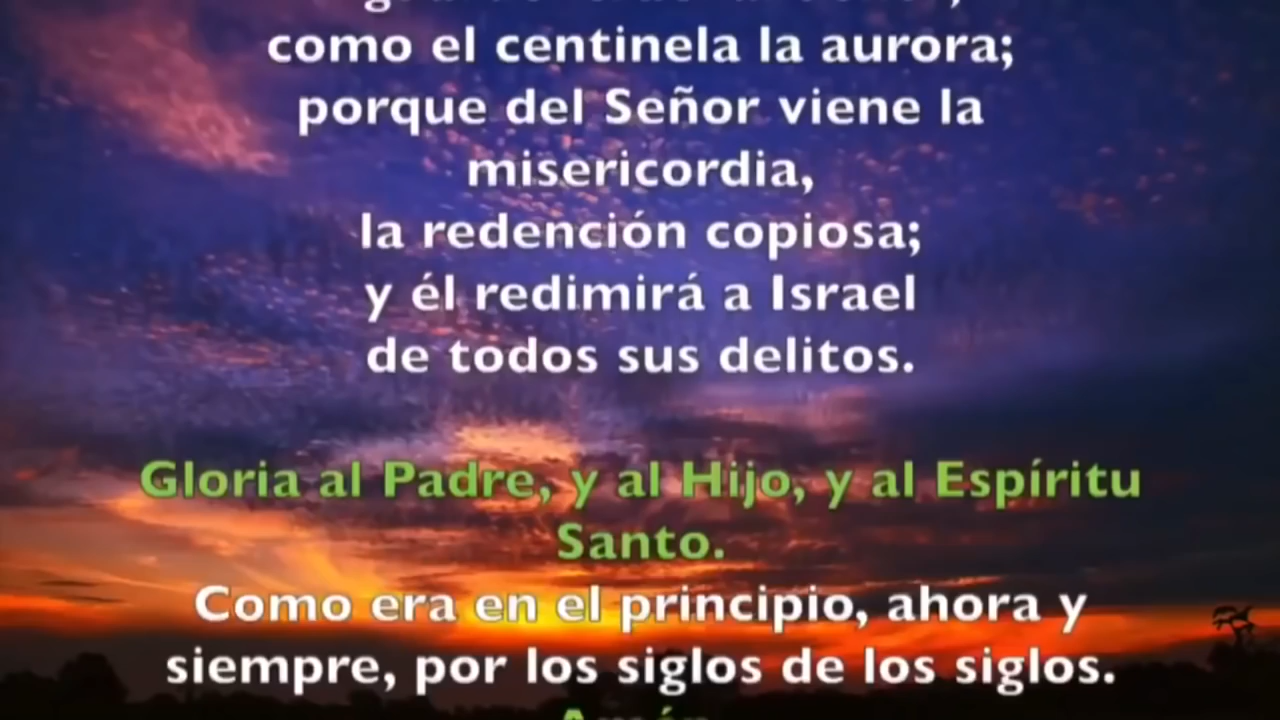 como el centinela la aurora;
porque del Señor viene la
misericordia,
la redención copiosa;
y él redimirá a Israel
de todos sus delitos.
Gloria al Padre, y al Hijo, y al Espíritu
Santo.
Como era en el principio, ahora y
siempre, por los siglos de los siglos.